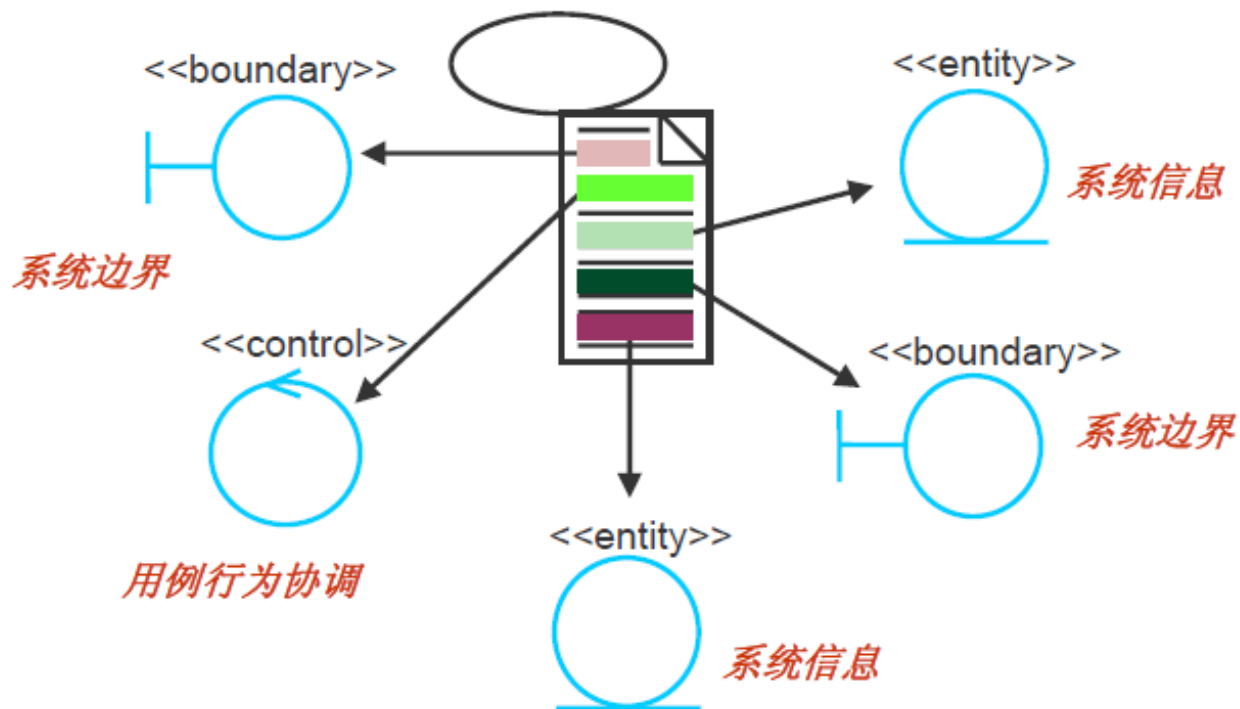 <<boundary>>
系统边界
<<entity>>
系统信息
<<control>>
用例行为协调
<<boundary>>
系统边界
<<entity>>
系统信息